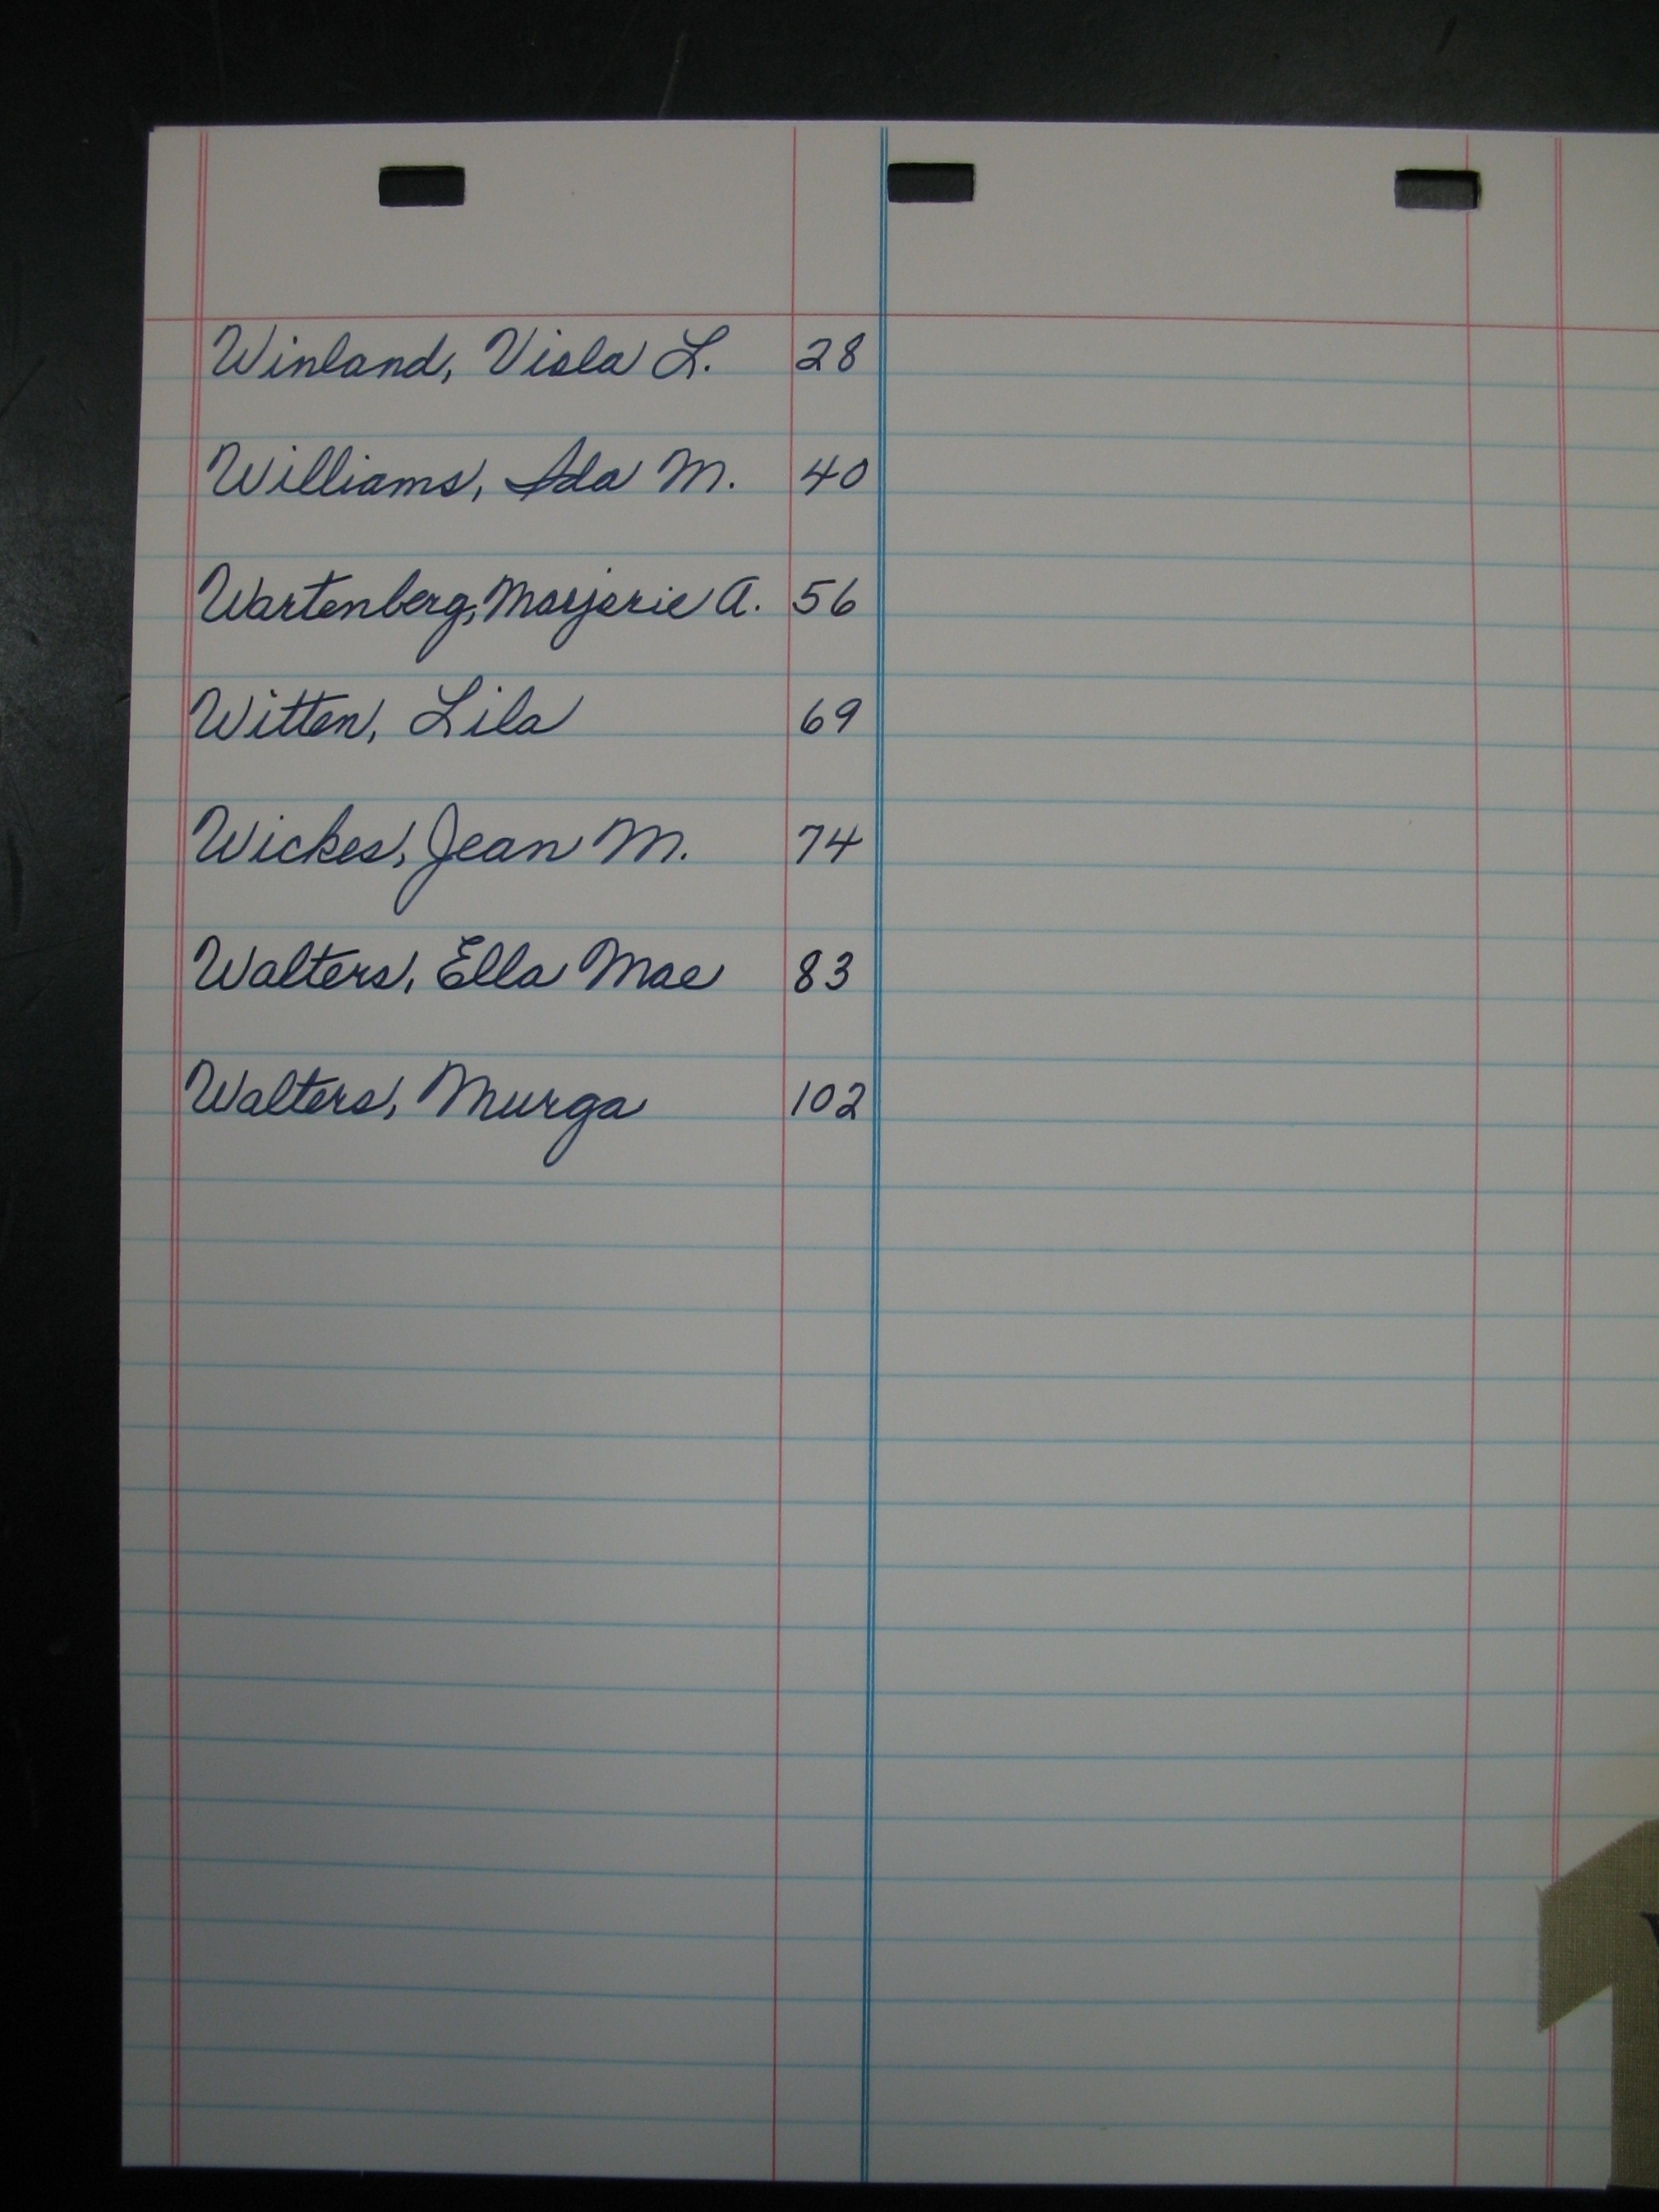 Winland, Viola L. 28
Williams, Ida M. 40
Wartenberg, Marjorie A. 56
Witten, Lila 69
Wickes, Jean M. 74
Walters, Ella Mae 83
Walters, Murga 102